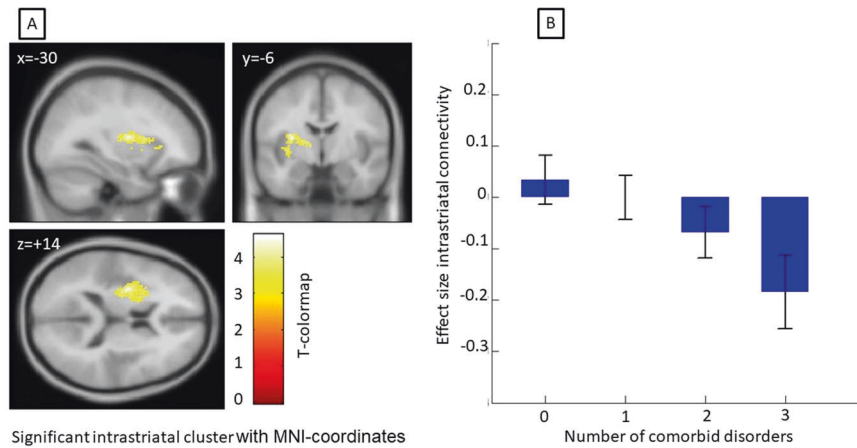 A
x=-30
y=-6
z=+14
4
3
2
1
0
T-colormap
Significant intrastriatal cluster with MNI-coordinates
B
Effect size intrastriatal connectivity
0.2
0.1
0
-0.1
-0.2
-0.3
0 1 2 3
Number of comorbid disorders